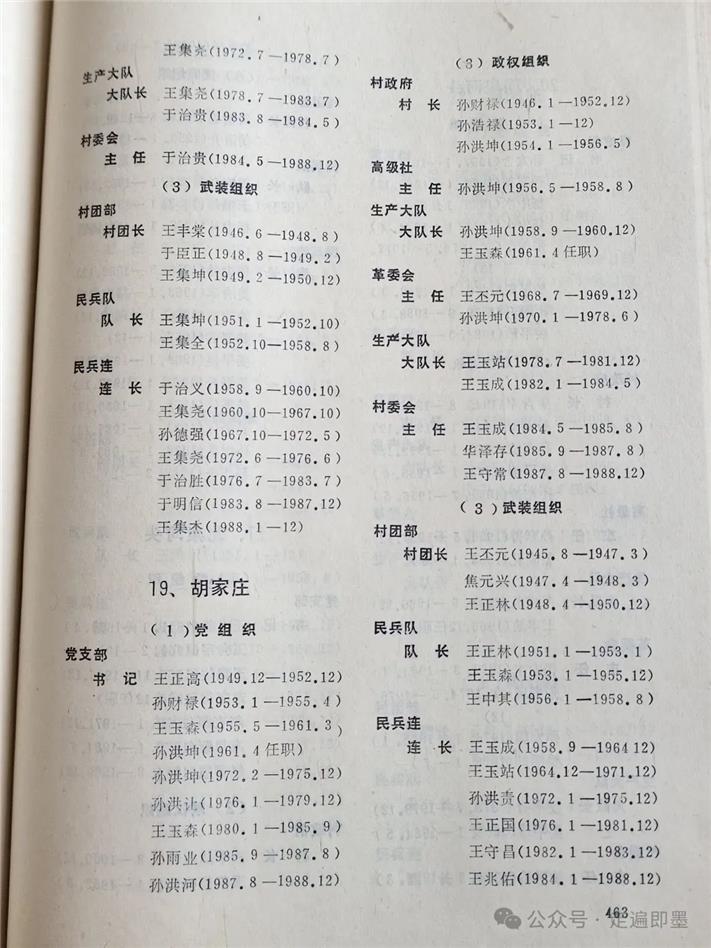 王集尧(1972.7—1978.7)
生产大队
大队长 王集尧(1978.7—1983.7)
于治贵(1983.8—1984.5)
村委会
主 任 于治贵(1984.5—1988.12)
(3)武装组织
村团部
村团长 王丰棠(1946.6—1948.8)
于臣正(1948.8—1949.2)
王集坤(1949.2—1950.12)
民兵队
队 长 王集坤(1951.1—1952.10)
王集全(1952.10—1958.8)
民兵连
连 长 于治义(1958.9—1960.10)
王集尧(1960.10—1967.10)
孙德强(1967.10—1972.5)
王集尧(1972.6—1976.6)
于治胜(1976.7—1983.7)
于明信(1983.8—1987.12)
王集杰(1988.1—12)
19、胡家庄
(1)党组织
党支部
书 记 王正高(1949.12—1952.12)
孙财禄(1953.1—1955.4)
王玉森(1955.5—1961.3)
孙洪坤(1961.4任职)
孙洪坤(1972.2—1975.12)
孙洪让(1976.1—1979.12)
王玉森(1980.1—1985.9)
孙雨业(1985.9—1987.8)
孙洪河(1987.8—1988.12)
(3)政权组织
村政府
村 长 孙财禄(1946.1—1952.12)
孙浩禄(1953.1—12)
孙洪坤(1954.1—1956.5)
高级社
主 任 孙洪坤(1956.5—1958.8)
生产大队
大队长 孙洪坤(1958.9—1960.12)
王玉森(1961.4任职)
革委会
主 任 王丕元(1968.7—1969.12)
孙洪坤(1970.1—1978.6)
生产大队
大队长 王玉站(1978.7—1981.12)
王玉成(1982.1—1984.5)
村委会
主 任 王玉成(1984.5—1985.8)
华泽存(1985.9—1987.8)
王守常(1987.8—1988.12)
(3)武装组织
村团部
村团长 王丕元(1945.8—1947.3)
焦元兴(1947.4—1948.3)
王正林(1948.4—1950.12)
民兵队
队 长 王正林(1951.1—1953.1)
王玉森(1953.1—1955.12)
王中其(1956.1—1958.8)
民兵连
连 长 王玉成(1958.9—1964 12)
王玉站(1964.12—1971.12)
孙洪责(1972.1—1975.12)
王正国(1976.1—1981.12)
王守昌(1982.1—1983.12)
王兆佑(1984.1—1988.12)
463
公众号·走遍即墨